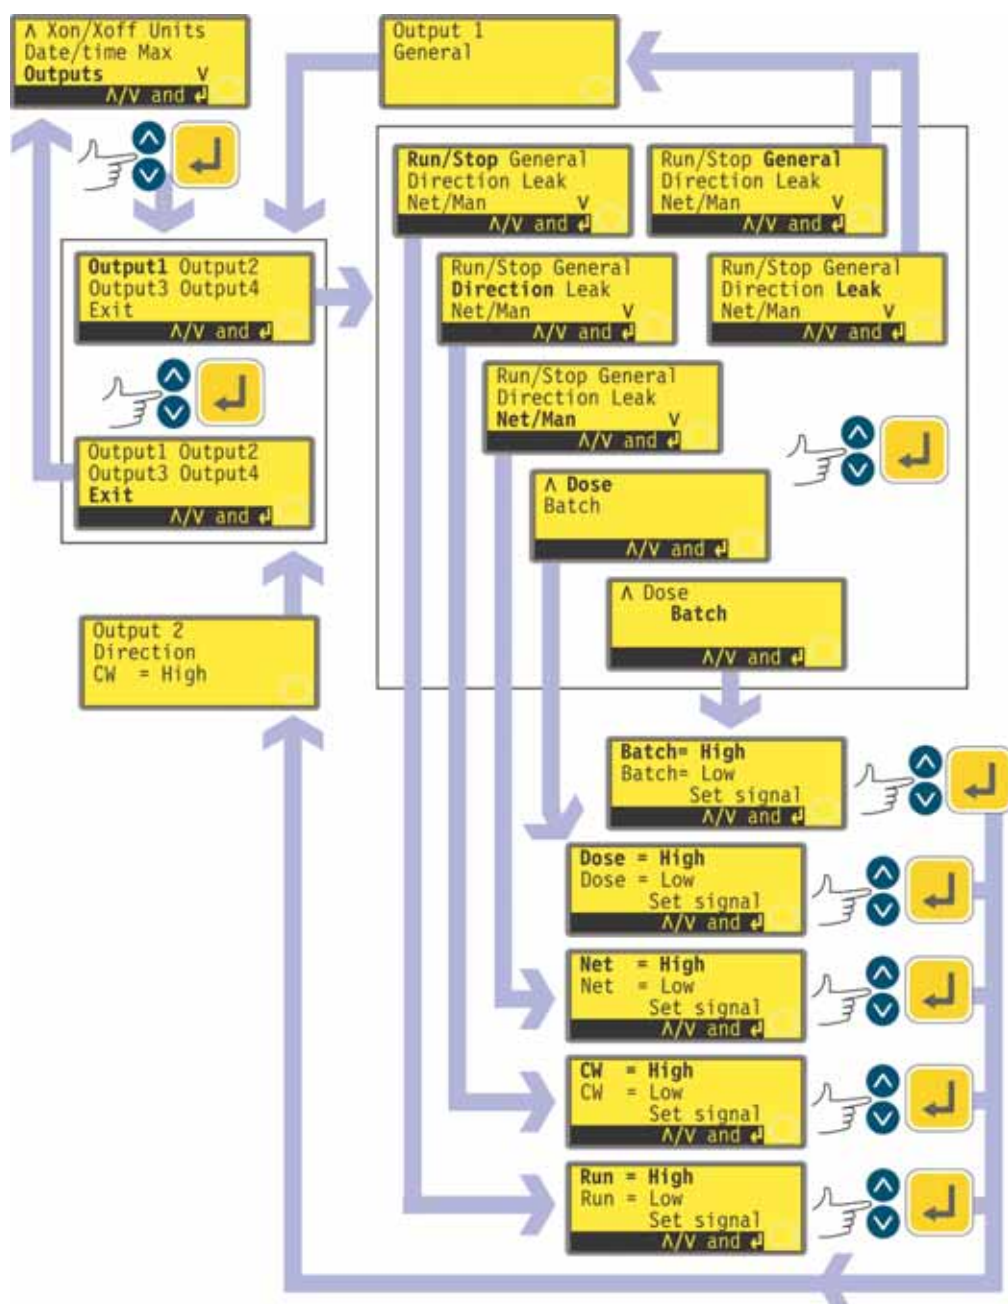 Λ Xon/Xoff Units
Date/time Max
Outputs V
Λ/V and ↵
Output 1
General
Run/Stop General
Direction Leak
Net/Man V
Λ/V and ↵
Run/Stop General
Direction Leak
Net/Man V
Λ/V and ↵
Output1 Output2
Output3 Output4
Exit
Λ/V and ↵
Run/Stop General
Direction Leak
Net/Man V
Λ/V and ↵
Run/Stop General
Direction Leak
Net/Man V
Λ/V and ↵
Run/Stop General
Direction Leak
Net/Man V
Λ/V and ↵
Output1 Output2
Output3 Output4
Exit
Λ/V and ↵
Λ Dose
Batch
Λ/V and ↵
Λ Dose
Batch
Λ/V and ↵
Output 2
Direction
CW = High
Batch= High
Batch= Low
Set signal
Λ/V and ↵
Dose = High
Dose = Low
Set signal
Λ/V and ↵
Net = High
Net = Low
Set signal
Λ/V and ↵
CW = High
CW = Low
Set signal
Λ/V and ↵
Run = High
Run = Low
Set signal
Λ/V and ↵